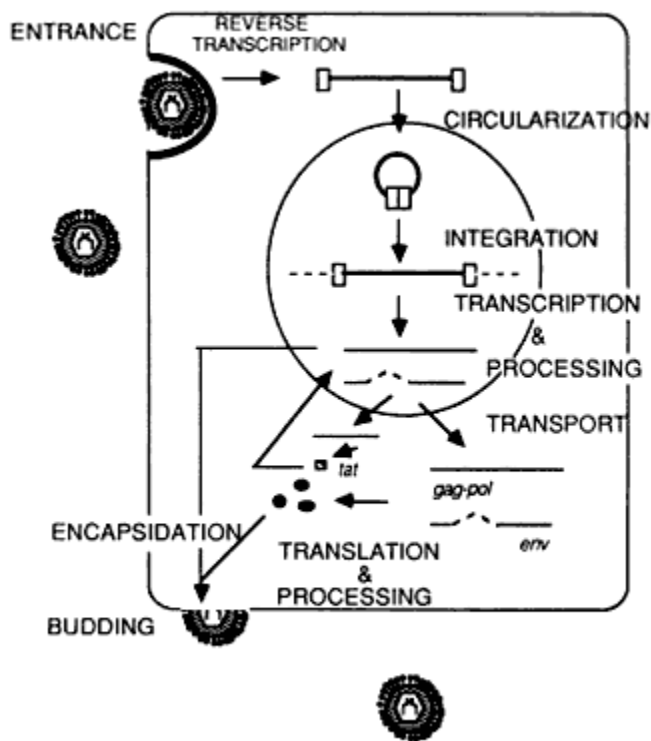 ENTRANCE
REVERSE
TRANSCRIPTION
CIRCULARIZATION
INTEGRATION
TRANSCRIPTION
&
PROCESSING
TRANSPORT
tat
gag-pol
env
ENCAPSIDATION
TRANSLATION
&
PROCESSING
BUDDING